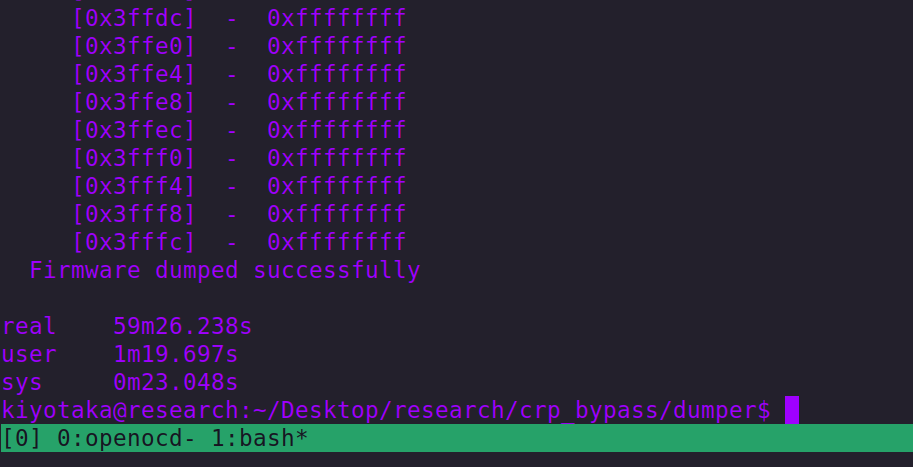 [0x3ffdc]  -  0xffffffff
[0x3ffe0]  -  0xffffffff
[0x3ffe4]  -  0xffffffff
[0x3ffe8]  -  0xffffffff
[0x3ffec]  -  0xffffffff
[0x3fff0]  -  0xffffffff
[0x3fff4]  -  0xffffffff
[0x3fff8]  -  0xffffffff
[0x3fffc]  -  0xffffffff
Firmware dumped successfully
real    59m26.238s
user    1m19.697s
sys     0m23.048s
kiyotaka@research:~/Desktop/research/crp_bypass/dumper$
[0] 0:openocd- 1:bash*